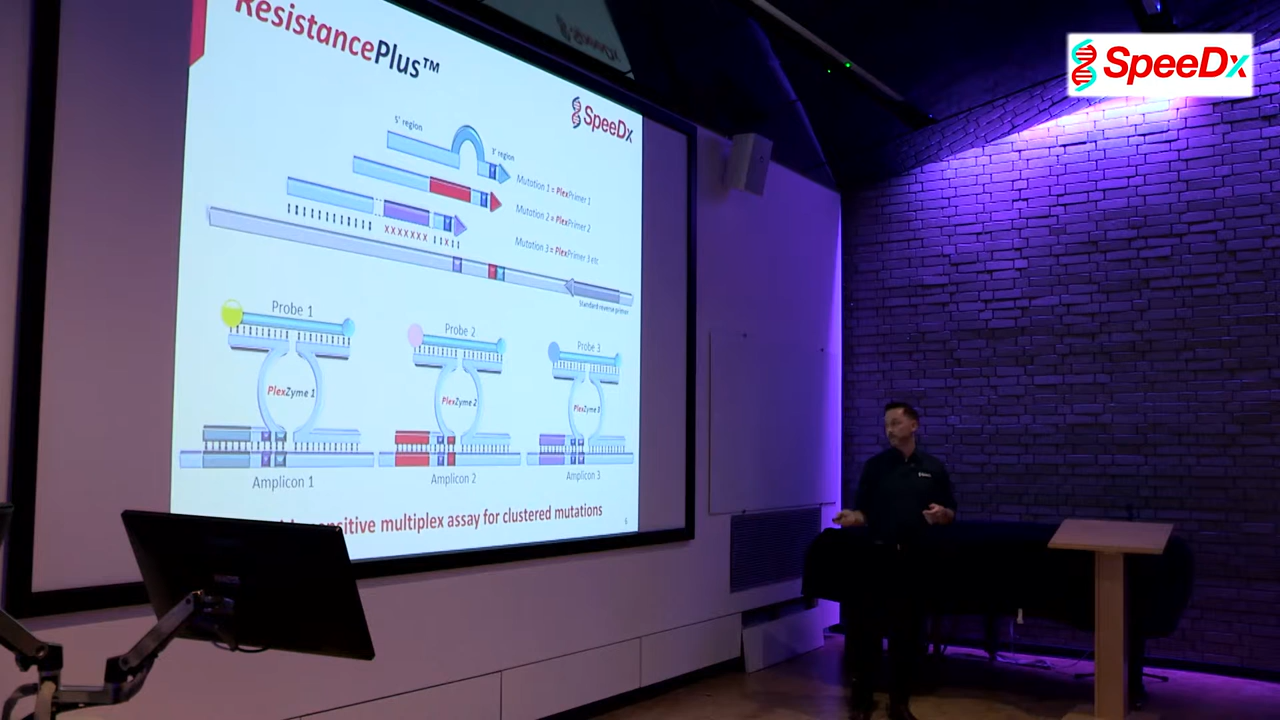 ResistancePlus™
SpeeDx
SpeeDx
5' region
3' region
Mutation 1 = PlexPrimer 1
Mutation 2 = PlexPrimer 2
Mutation 3 = PlexPrimer 3 etc
XXXXXXX X
Standard reverse primer
Probe 1
Probe 2
Probe 3
PlexZyme 1
PlexZyme 2
PlexZyme 3
Amplicon 1
Amplicon 2
Amplicon 3
multiplex assay for clustered mutations
6